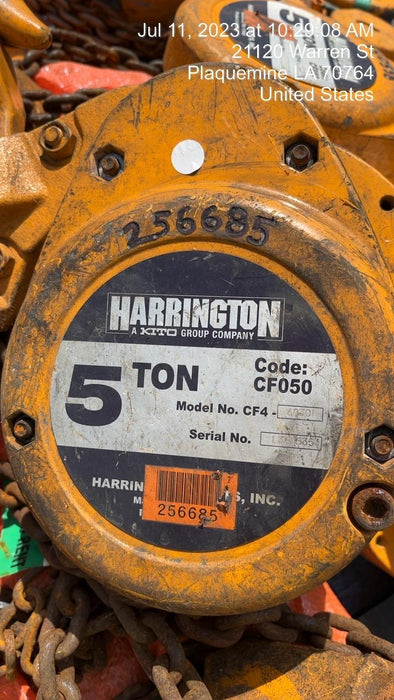 Jul 11, 2023 at 10:29:08 AM
21120 Warren St
Plaquemine LA 70764
United States
256685
HARRINGTON
A KITO GROUP COMPANY
5 TON
Code:
CF050
Model No. CF4 -
Serial No.
INC.
256685